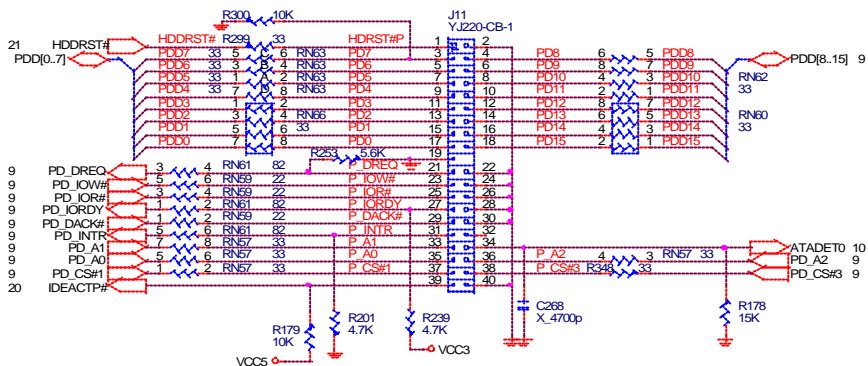 R300 10K J11
YJ220-CB-1
21 HDDRST# R299 33 HDRST#P 1 2
PDD[0..7] PDD7 33 5 C 6 RN63 PD7 3 4 PD8 6 5 PDD8 PDD[8..15] 9
PDD6 33 3 B 4 RN63 PD6 5 6 PD9 8 7 PDD9 RN62
PDD5 33 1 A 2 RN63 PD5 7 8 PD10 4 3 PDD10 33
PDD4 33 7 D 8 RN63 PD4 9 10 PD11 2 1 PDD11
PDD3 1 2 PD3 11 12 PD12 8 7 PDD12 RN60
PDD2 3 4 RN66 PD2 13 14 PD13 6 5 PDD13 33
PDD1 5 6 33 PD1 15 16 PD14 4 3 PDD14
PDD0 7 8 PD0 17 18 PD15 2 1 PDD15
R253 5.6K 19
9 PD_DREQ 3 4 RN61 82 P_DREQ 21 22
9 PD_IOW# 3 4 RN59 22 P_IOW# 23 24
9 PD_IOR# 3 4 RN59 22 P_IOR# 25 26
9 PD_IORDY 1 2 RN61 82 P_IORDY 27 28
9 PD_DACK# 1 2 RN59 22 P_DACK# 29 30
9 PD_INTR 5 6 RN61 82 P_INTR 31 32
9 PD_A1 7 8 RN57 33 P_A1 33 34 ATADET0 10
9 PD_A0 5 6 RN57 33 P_A0 35 36 P_A2 4 3 RN57 33 PD_A2 9
9 PD_CS#1 1 2 RN57 33 P_CS#1 37 38 P_CS#3 R348 33 PD_CS#3 9
20 IDEACTP# 39 40
R179 10K
R201 4.7K
R239 4.7K
C268 X_4700p
R178 15K
VCC5 VCC3